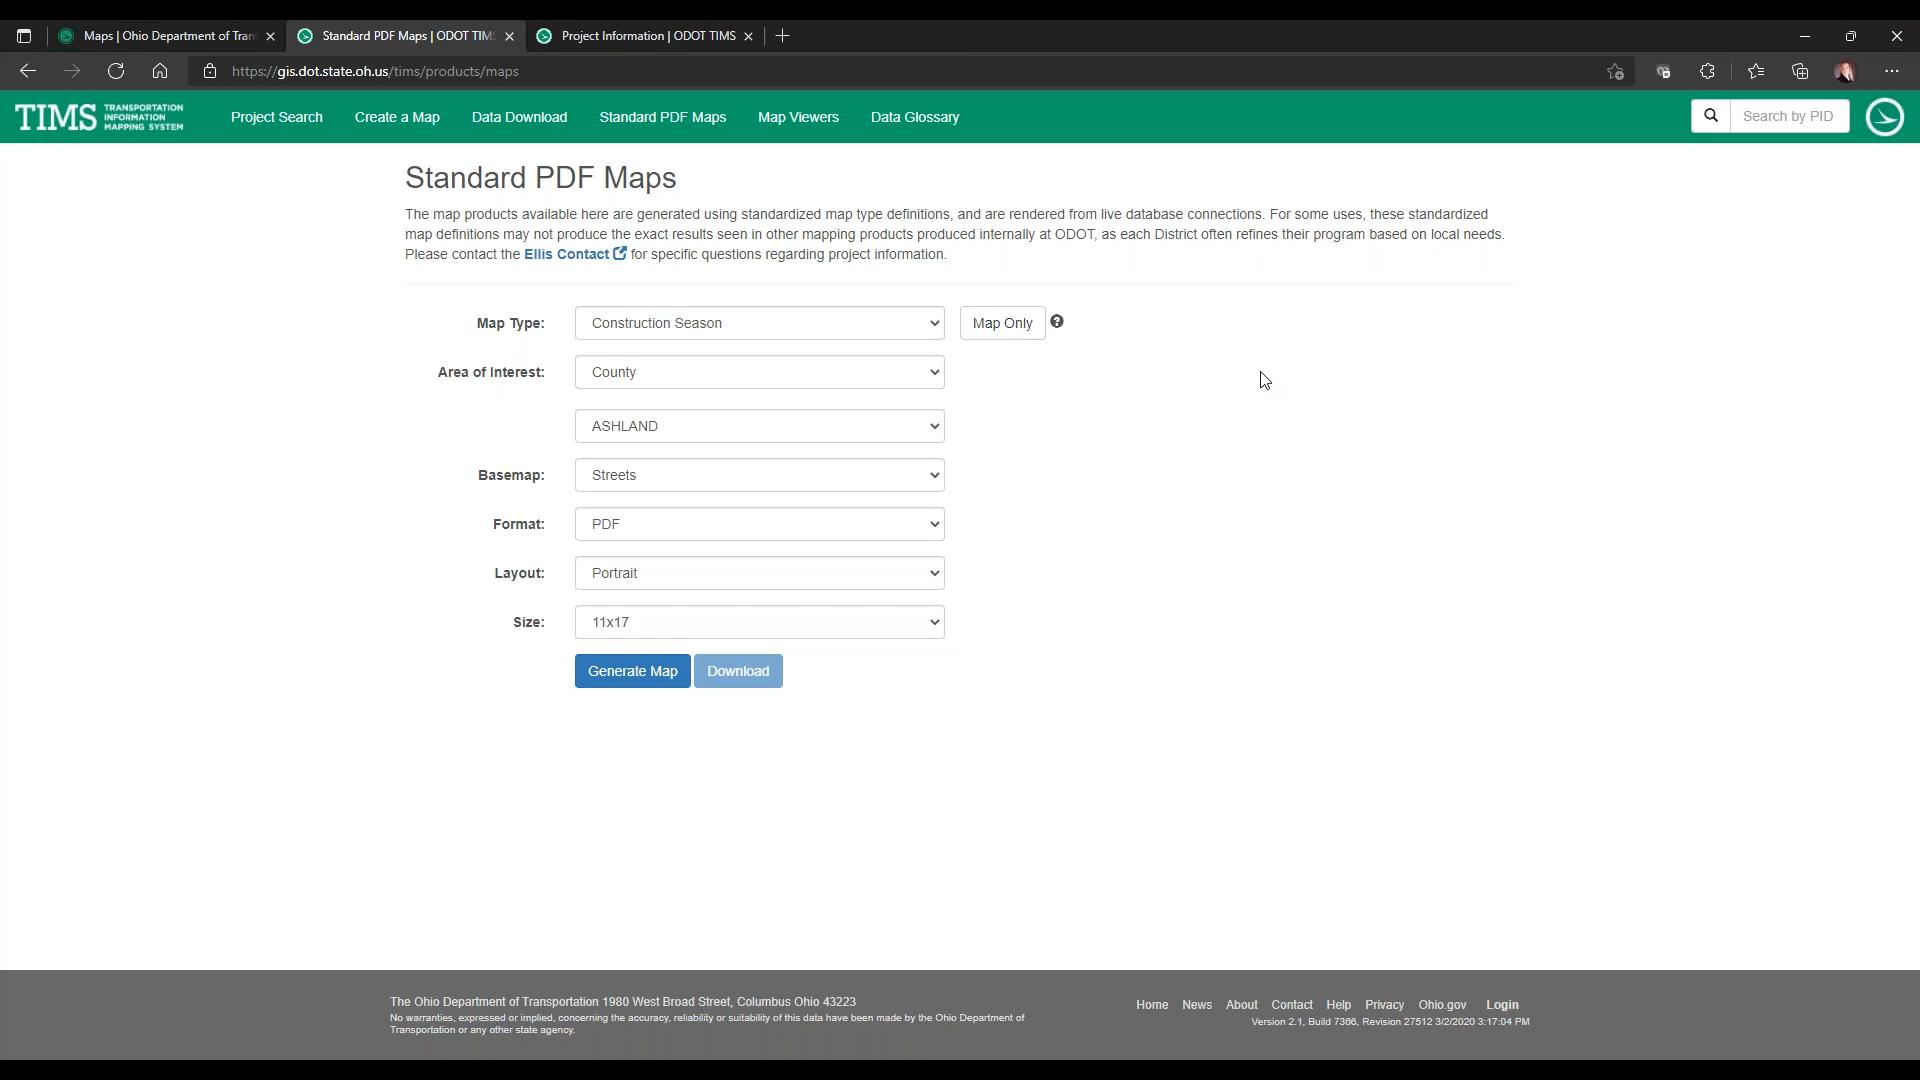 Maps | Ohio Department of Tran
Standard PDF Maps | ODOT TIMS
Project Information | ODOT TIMS
https://gis.dot.state.oh.us/tims/products/maps
TIMS TRANSPORTATION INFORMATION MAPPING SYSTEM
Project Search
Create a Map
Data Download
Standard PDF Maps
Map Viewers
Data Glossary
Search by PID
Standard PDF Maps
The map products available here are generated using standardized map type definitions, and are rendered from live database connections. For some uses, these standardized
map definitions may not produce the exact results seen in other mapping products produced internally at ODOT, as each District often refines their program based on local needs.
Please contact the Ellis Contact for specific questions regarding project information.
Map Type: Construction Season Map Only
Area of Interest: County
ASHLAND
Basemap: Streets
Format: PDF
Layout: Portrait
Size: 11x17
Generate Map Download
The Ohio Department of Transportation 1980 West Broad Street, Columbus Ohio 43223
No warranties, expressed or implied, concerning the accuracy, reliability or suitability of this data have been made by the Ohio Department of
Transportation or any other state agency.
Home News About Contact Help Privacy Ohio.gov Login
Version 2.1, Build 7366, Revision 27512 3/2/2020 3:17:04 PM